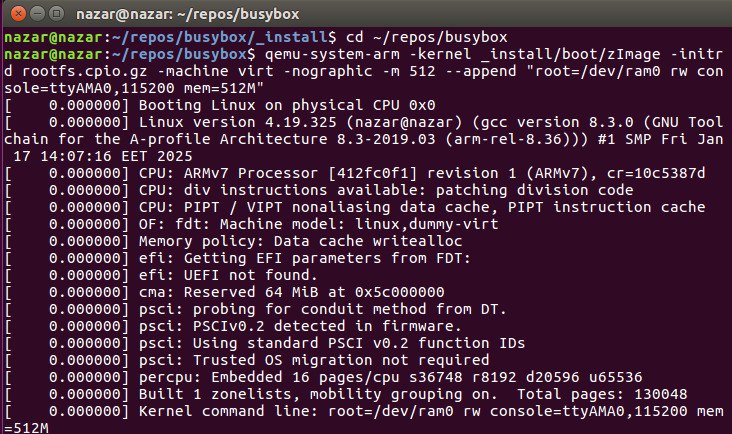 nazar@nazar: ~/repos/busybox
nazar@nazar:~/repos/busybox/_install$ cd ~/repos/busybox
nazar@nazar:~/repos/busybox$ qemu-system-arm -kernel _install/boot/zImage -initr
d rootfs.cpio.gz -machine virt -nographic -m 512 --append "root=/dev/ram0 rw con
sole=ttyAMA0,115200 mem=512M"
[    0.000000] Booting Linux on physical CPU 0x0
[    0.000000] Linux version 4.19.325 (nazar@nazar) (gcc version 8.3.0 (GNU Tool
chain for the A-profile Architecture 8.3-2019.03 (arm-rel-8.36))) #1 SMP Fri Jan
 17 14:07:16 EET 2025
[    0.000000] CPU: ARMv7 Processor [412fc0f1] revision 1 (ARMv7), cr=10c5387d
[    0.000000] CPU: div instructions available: patching division code
[    0.000000] CPU: PIPT / VIPT nonaliasing data cache, PIPT instruction cache
[    0.000000] OF: fdt: Machine model: linux,dummy-virt
[    0.000000] Memory policy: Data cache writealloc
[    0.000000] efi: Getting EFI parameters from FDT:
[    0.000000] efi: UEFI not found.
[    0.000000] cma: Reserved 64 MiB at 0x5c000000
[    0.000000] psci: probing for conduit method from DT.
[    0.000000] psci: PSCIv0.2 detected in firmware.
[    0.000000] psci: Using standard PSCI v0.2 function IDs
[    0.000000] psci: Trusted OS migration not required
[    0.000000] percpu: Embedded 16 pages/cpu s36748 r8192 d20596 u65536
[    0.000000] Built 1 zonelists, mobility grouping on.  Total pages: 130048
[    0.000000] Kernel command line: root=/dev/ram0 rw console=ttyAMA0,115200 mem
=512M